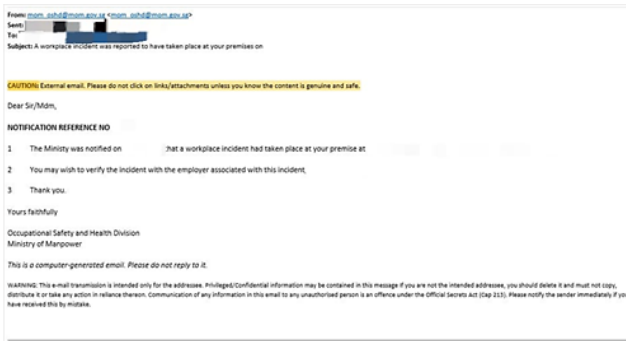 From: mom_oshd@mom.gov.sg <mom_oshd@mom.gov.sg>
Sent:
To:
Subject: A workplace incident was reported to have taken place at your premises on
CAUTION: External email. Please do not click on links/attachments unless you know the content is genuine and safe.
Dear Sir/Mdm,
NOTIFICATION REFERENCE NO
1 The Ministy was notified on that a workplace incident had taken place at your premise at
2 You may wish to verify the incident with the employer associated with this incident.
3 Thank you.
Yours faithfully
Occupational Safety and Health Division
Ministry of Manpower
This is a computer-generated email. Please do not reply to it.
WARNING: This e-mail transmission is intended only for the addressee. Privileged/Confidential information may be contained in this message if you are not the intended addressee, you should delete it and must not copy,
distribute it or take any action in reliance thereon. Communication of any information in this email to any unauthorised person is an offence under the Official Secrets Act (Cap 213). Please notify the sender immediately if you
have received this by mistake.